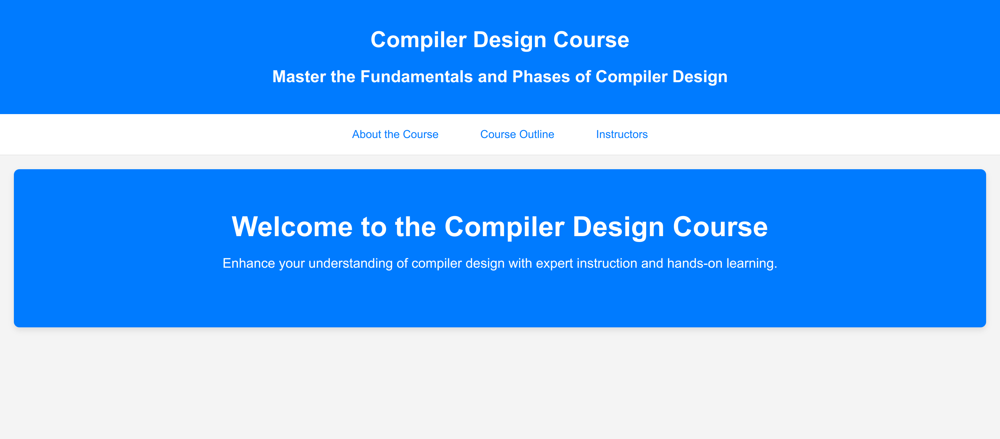 Compiler Design Course
Master the Fundamentals and Phases of Compiler Design
About the Course Course Outline Instructors
Welcome to the Compiler Design Course
Enhance your understanding of compiler design with expert instruction and hands-on learning.